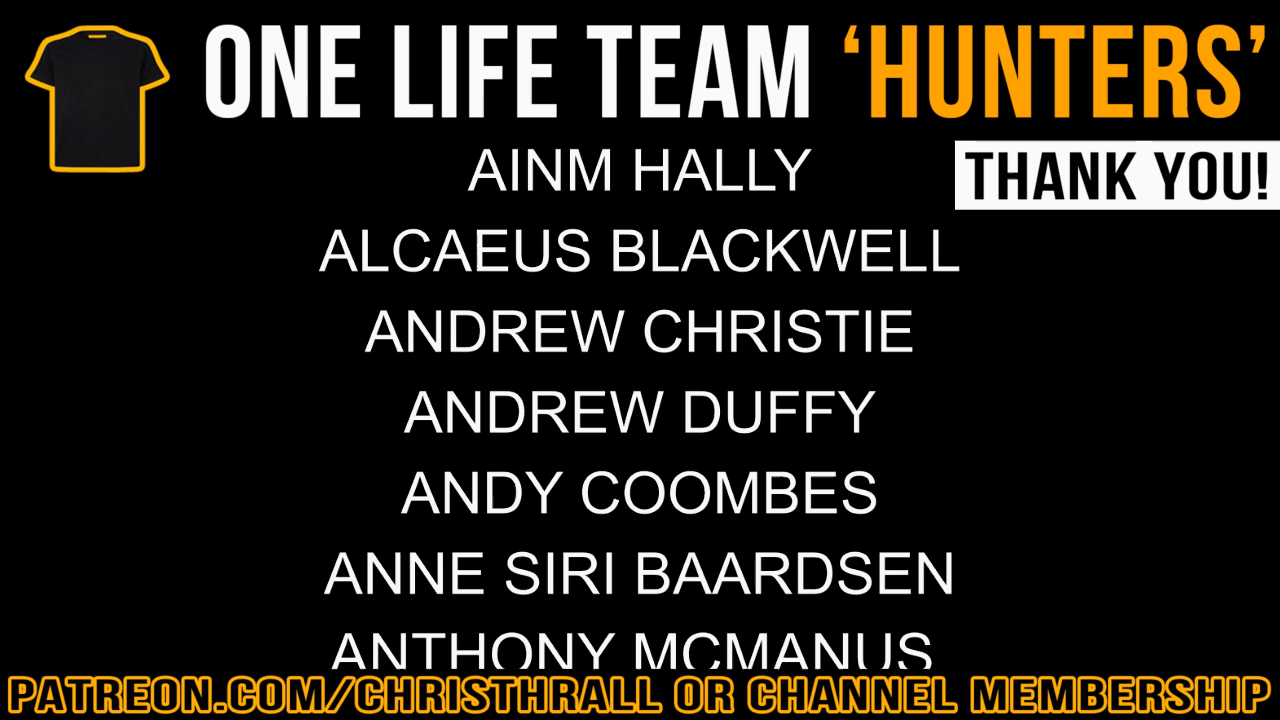 ONE LIFE TEAM ‘HUNTERS’
THANK YOU!
AINM HALLY
ALCAEUS BLACKWELL
ANDREW CHRISTIE
ANDREW DUFFY
ANDY COOMBES
ANNE SIRI BAARDSEN
ANTHONY MCMANUS
PATREON.COM/CHRISTHRALL OR CHANNEL MEMBERSHIP